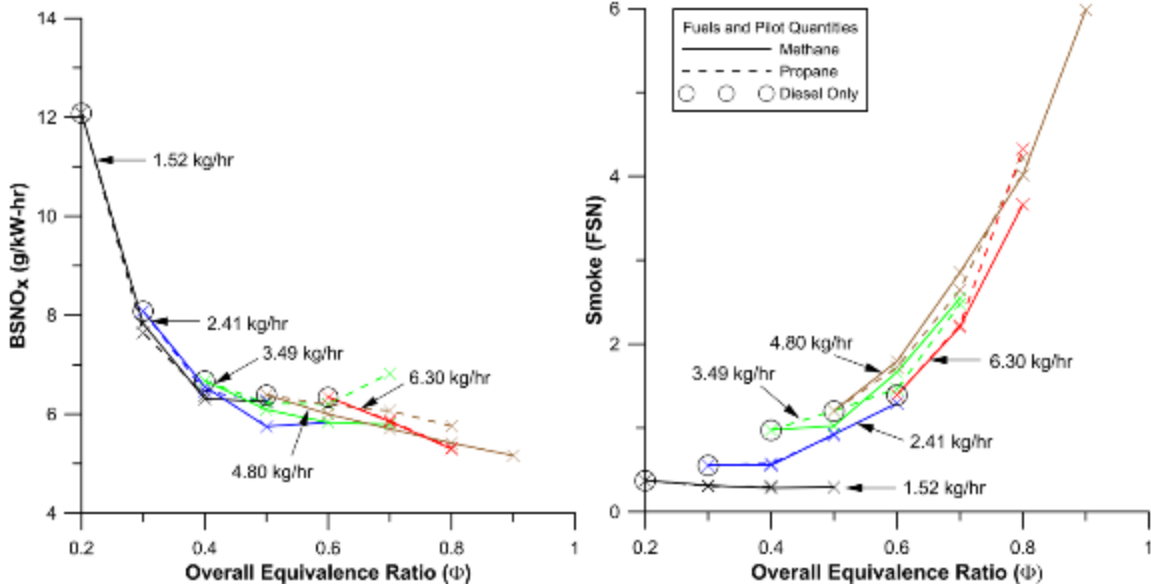 14
12
10
8
6
4
0.2
0.4
0.6
0.8
1
BSNOX (g/kW-hr)
Overall Equivalence Ratio (Φ)
1.52 kg/hr
2.41 kg/hr
3.49 kg/hr
6.30 kg/hr
4.80 kg/hr
6
4
2
0
0.2
0.4
0.6
0.8
1
Smoke (FSN)
Overall Equivalence Ratio (Φ)
Fuels and Pilot Quantities
Methane
Propane
Diesel Only
4.80 kg/hr
3.49 kg/hr
6.30 kg/hr
2.41 kg/hr
1.52 kg/hr